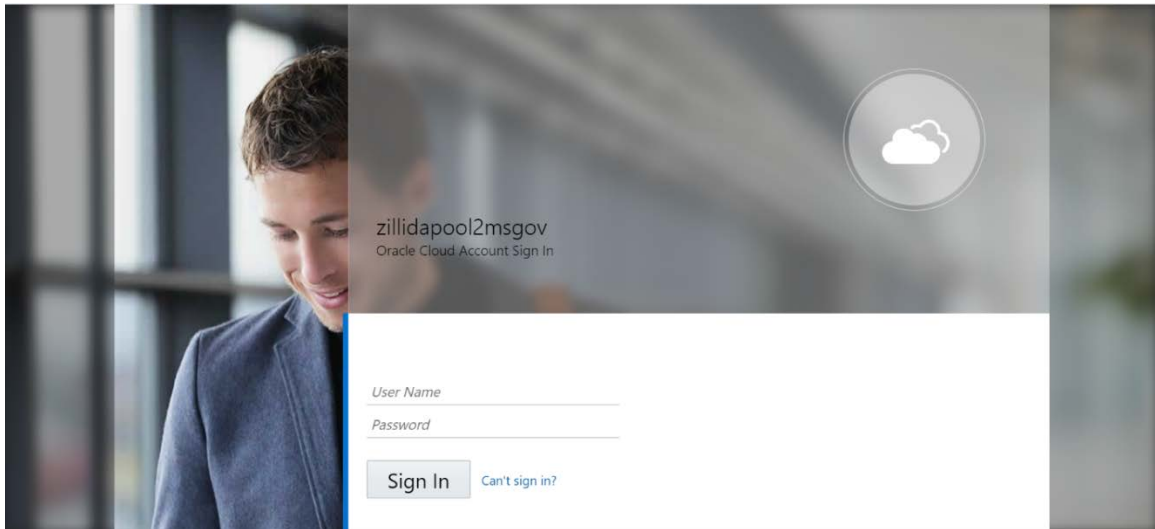 zillidapool2msgov
Oracle Cloud Account Sign In
User Name
Password
Sign In
Can't sign in?